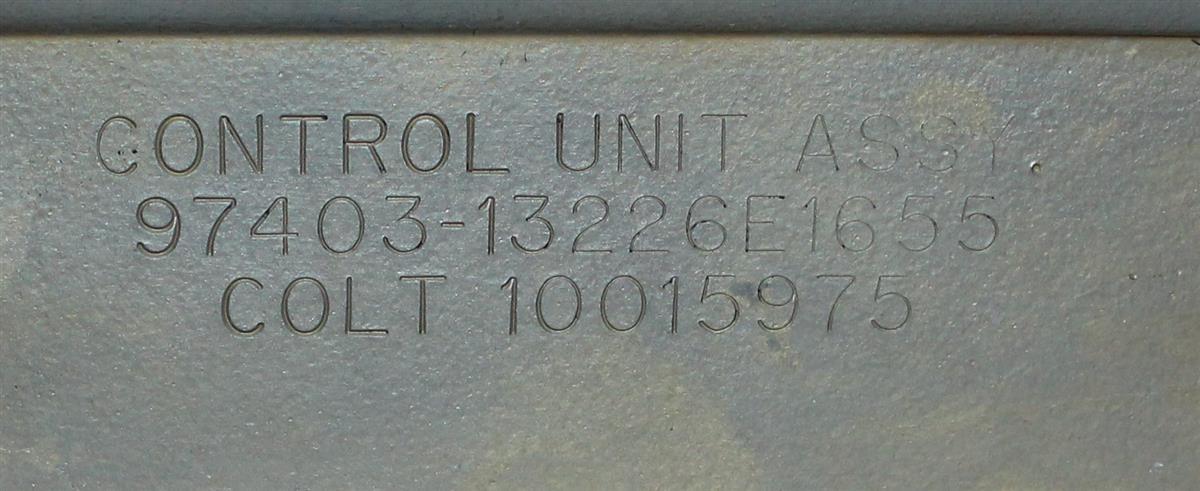 CONTROL UNIT ASSY.
97403-13226E1655
COLT 10015975